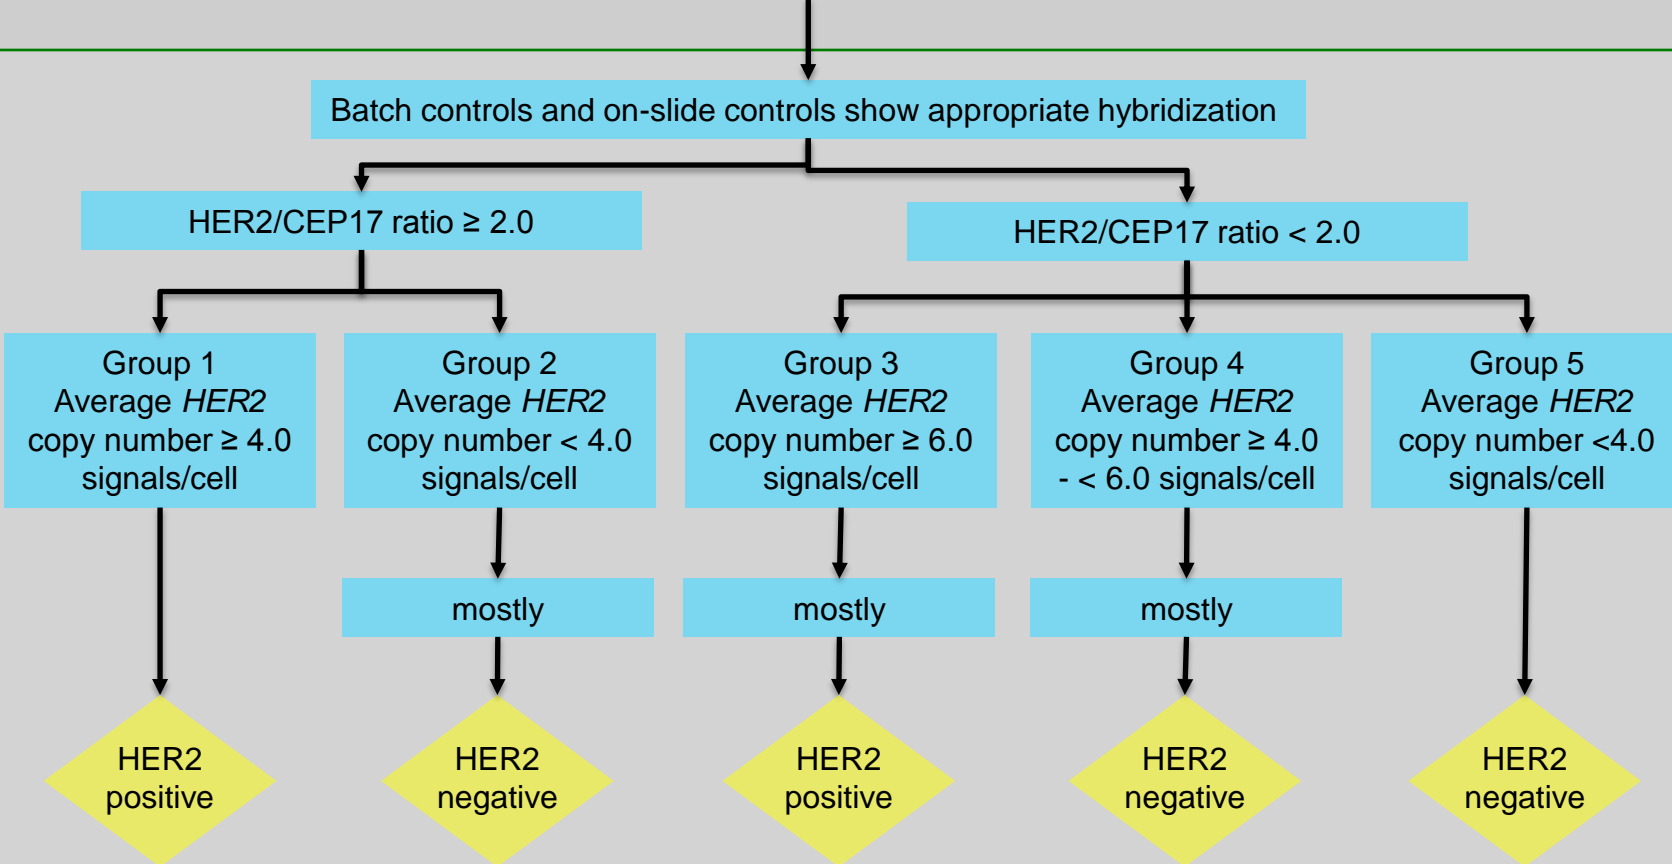 Batch controls and on-slide controls show appropriate hybridization
HER2/CEP17 ratio ≥ 2.0
HER2/CEP17 ratio < 2.0
Group 1
Average HER2
copy number ≥ 4.0
signals/cell
Group 2
Average HER2
copy number < 4.0
signals/cell
Group 3
Average HER2
copy number ≥ 6.0
signals/cell
Group 4
Average HER2
copy number ≥ 4.0
- < 6.0 signals/cell
Group 5
Average HER2
copy number <4.0
signals/cell
mostly
mostly
mostly
HER2
positive
HER2
negative
HER2
positive
HER2
negative
HER2
negative